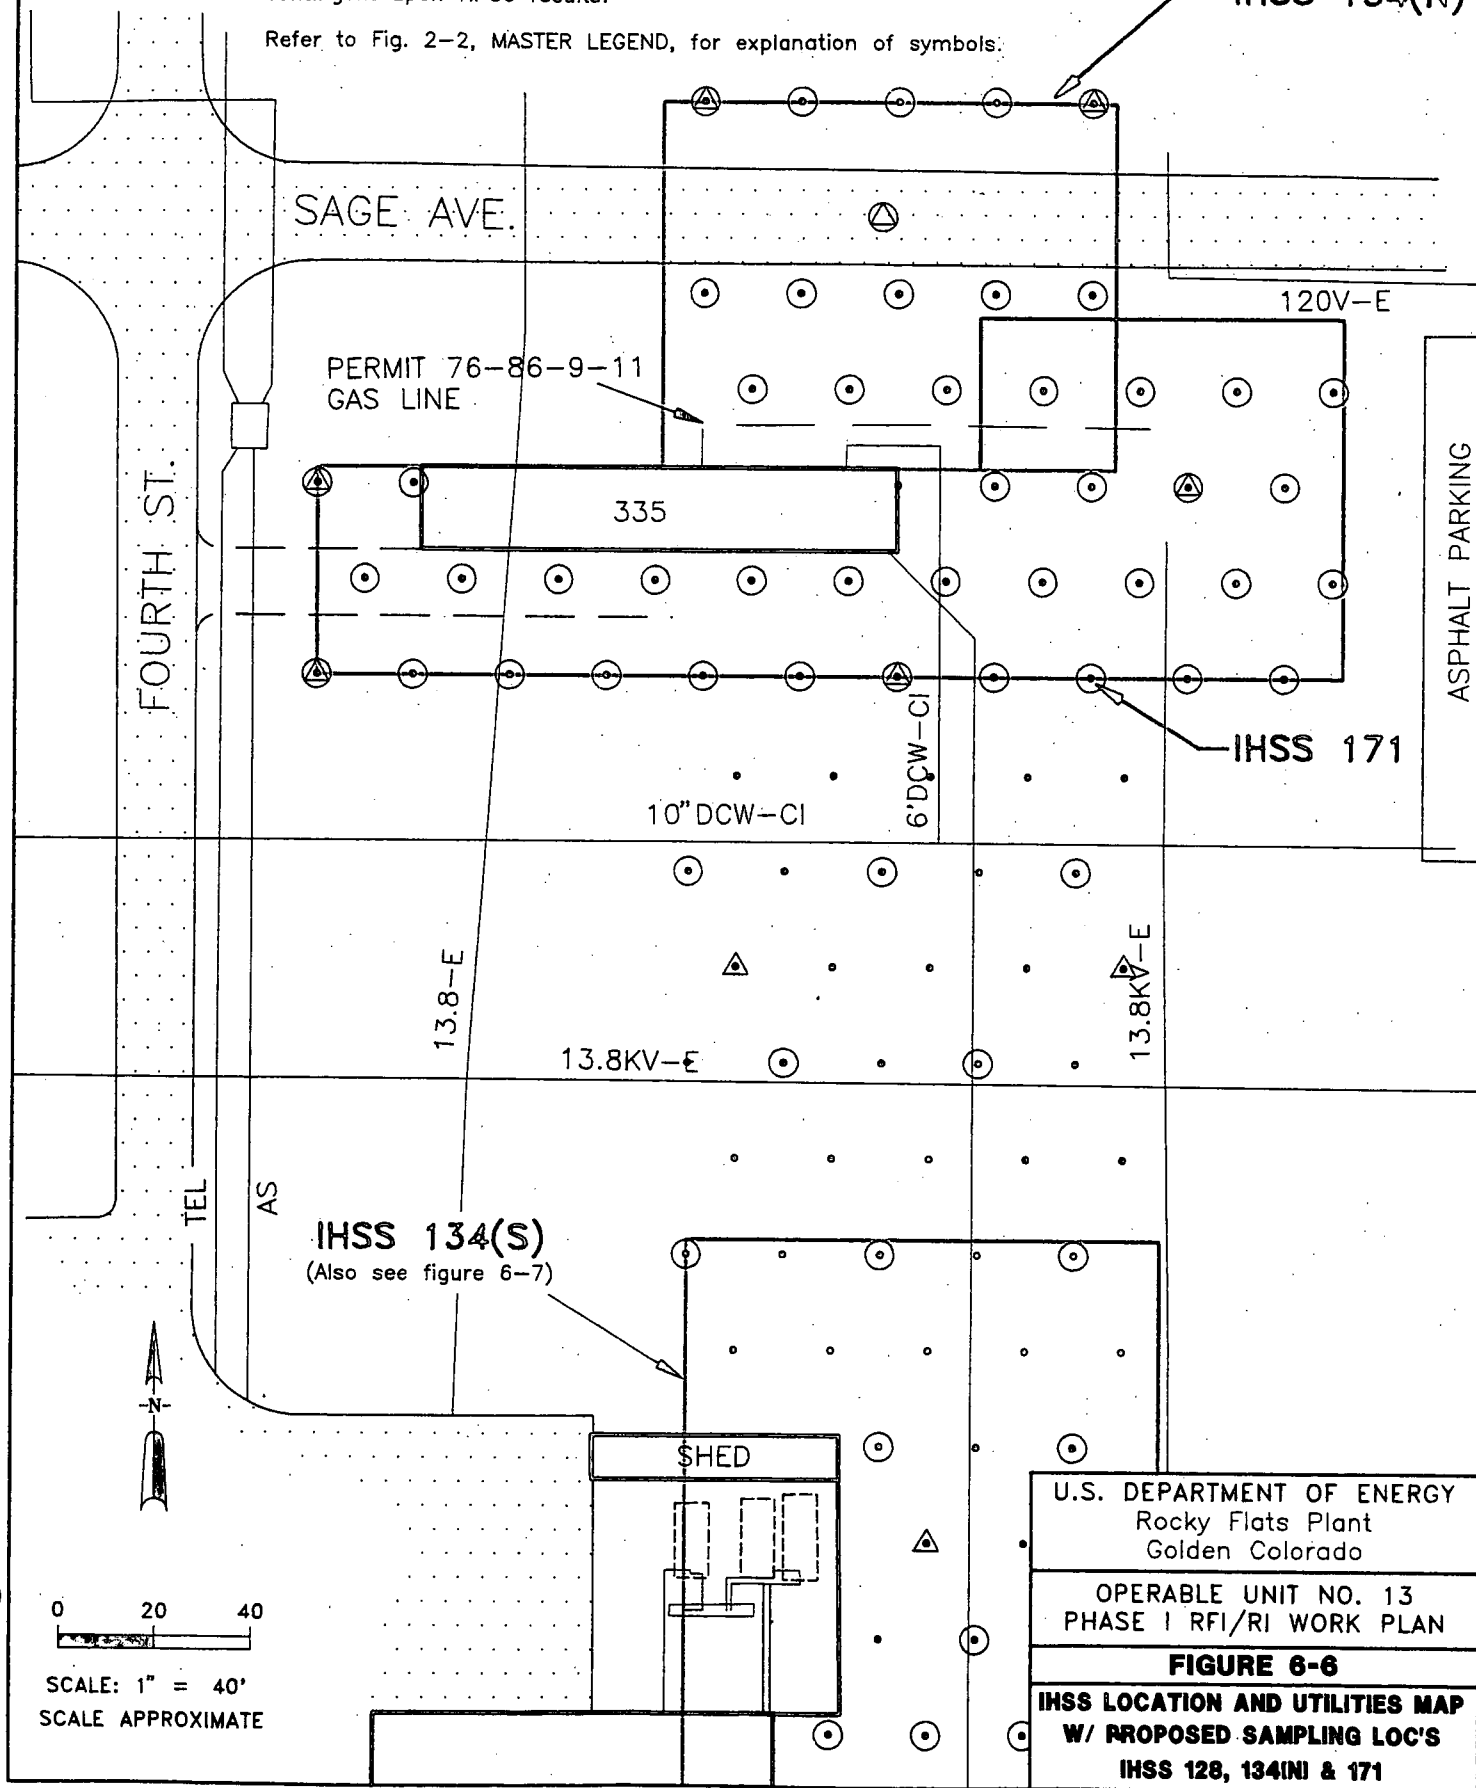 Refer to Fig. 2-2, MASTER LEGEND, for explanation of symbols.
SAGE AVE.
120V-E
PERMIT 76-86-9-11
GAS LINE
335
FOURTH ST.
ASPHALT PARKING
IHSS 171
6'DCW-CI
10"DCW-CI
13.8-E
13.8KV-E
13.8KV-E
TEL
AS
IHSS 134(S)
(Also see figure 6-7)
-N-
SHED
0 20 40
SCALE: 1" = 40'
SCALE APPROXIMATE
U.S. DEPARTMENT OF ENERGY
Rocky Flats Plant
Golden Colorado
OPERABLE UNIT NO. 13
PHASE I RFI/RI WORK PLAN
FIGURE 6-6
IHSS LOCATION AND UTILITIES MAP
W/ PROPOSED SAMPLING LOC'S
IHSS 128, 134(N) & 171